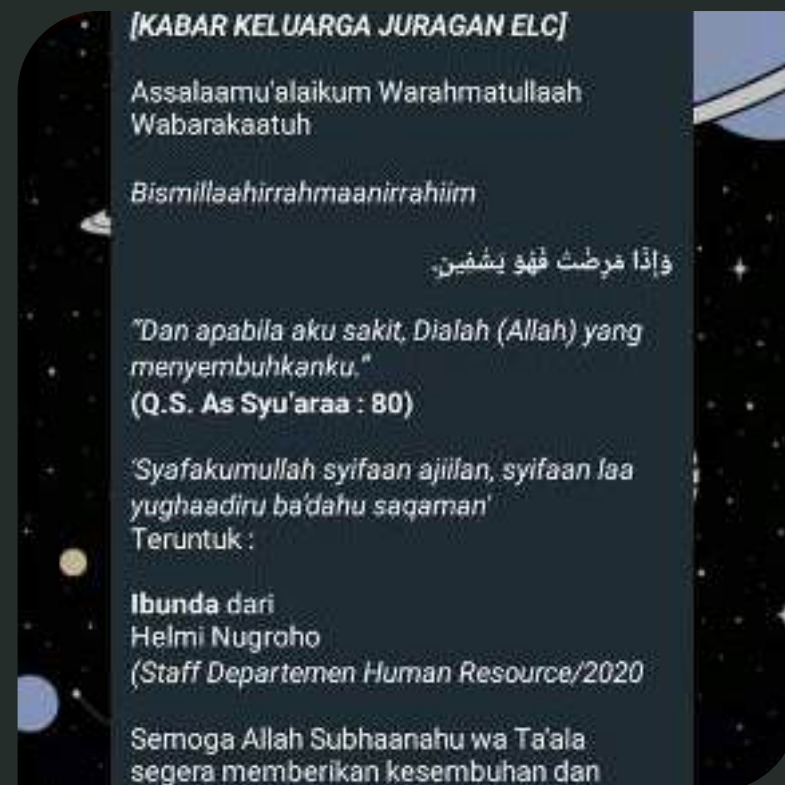 [KABAR KELUARGA JURAGAN ELC]
Assalaamu'alaikum Warahmatullaah
Wabarakaatuh
Bismillaahirrahmaanirrahiim
وَإِذَا مَرِضْتُ فَهُوَ يَشْفِينِ.
"Dan apabila aku sakit, Dialah (Allah) yang
menyembuhkanku."
(Q.S. As Syu'araa : 80)
'Syafakumullah syifaan ajiilan, syifaan laa
yughaadiru ba'dahu saqaman'
Teruntuk :
Ibunda dari
Helmi Nugroho
(Staff Departemen Human Resource/2020
Semoga Allah Subhaanahu wa Ta'ala
segera memberikan kesembuhan dan